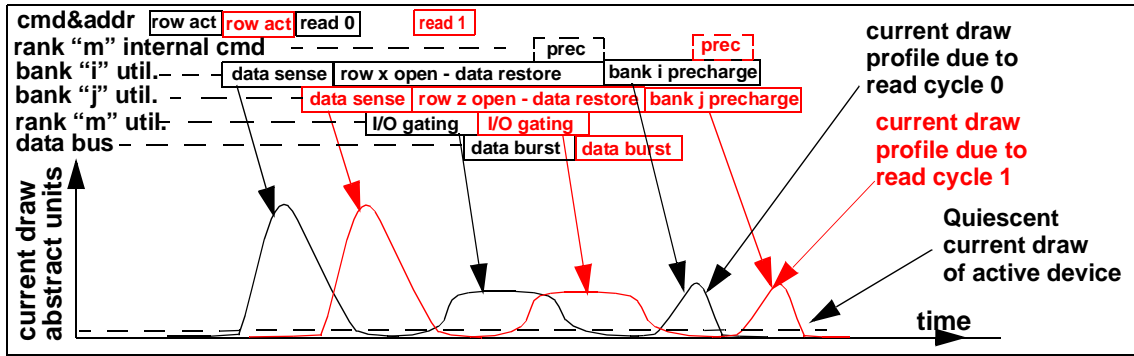 cmd&addr row act row act read 0 read 1
rank “m” internal cmd prec prec
bank “i” util. data sense row x open - data restore bank i precharge
bank “j” util. data sense row z open - data restore bank j precharge
rank “m” util. I/O gating I/O gating
data bus data burst data burst
current draw
profile due to
read cycle 0
current draw
profile due to
read cycle 1
Quiescent
current draw
of active device
current draw
abstract units
time